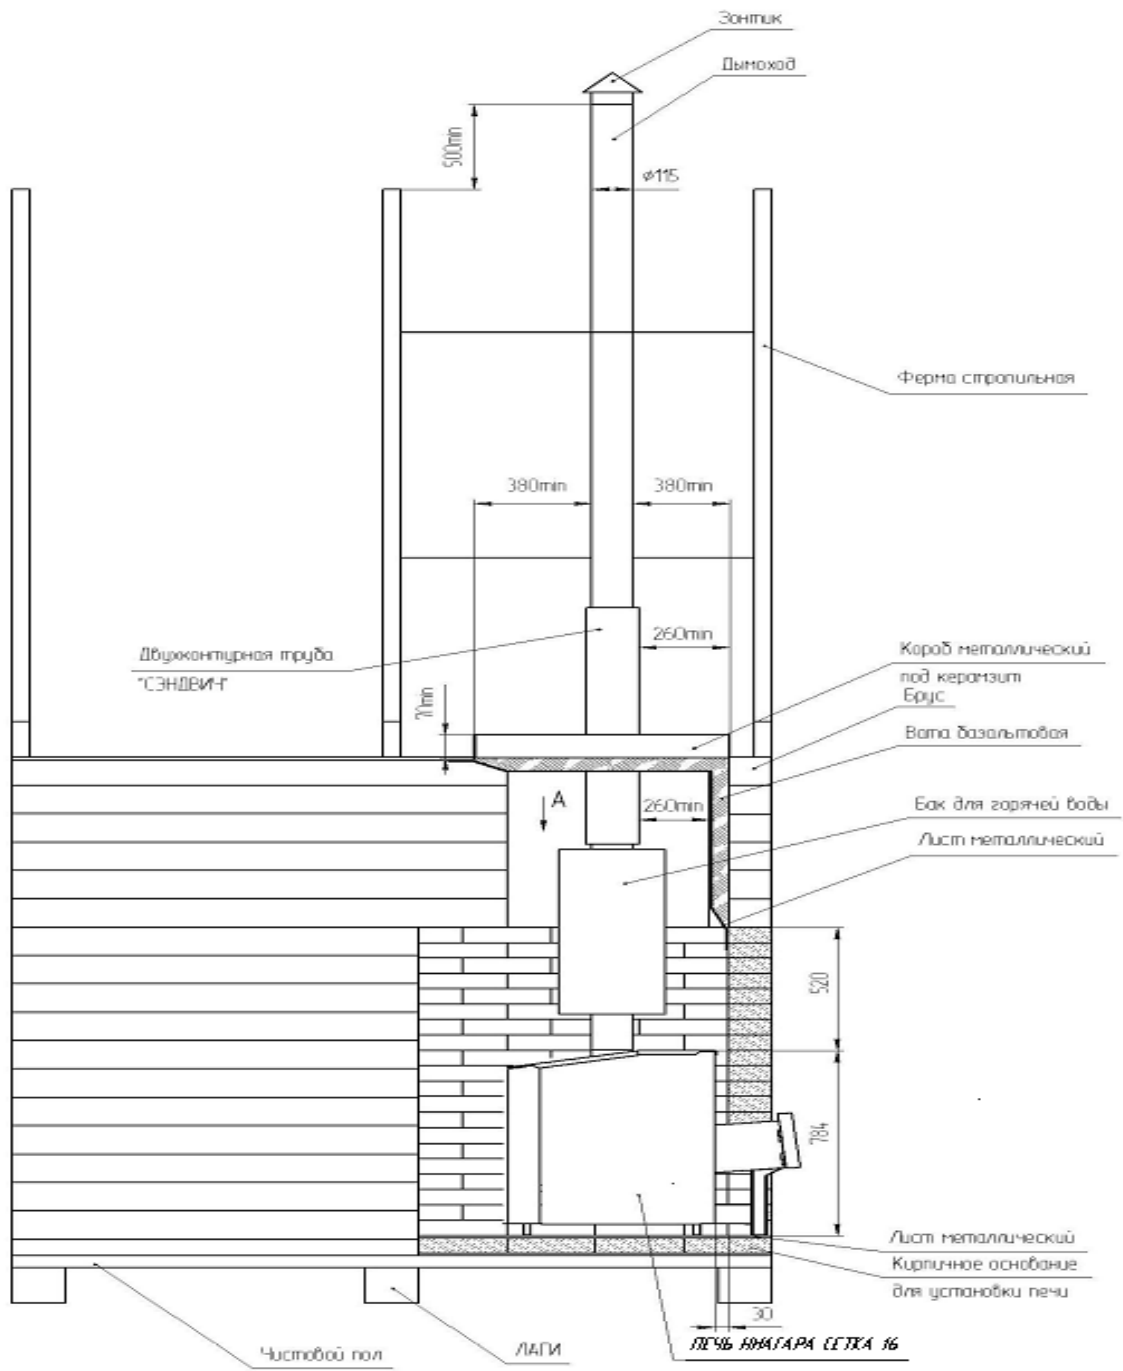 Зонтик
Дымоход
500min
⌀115
Ферма стропильная
380min
380min
260min
Двухконтурная труба
"СЭНДВИЧ"
70min
Короб металлический
под керамзит
Брус
Вата базальтовая
А
260min
Бак для горячей воды
Лист металлический
520
784
Лист металлический
Кирпичное основание
для установки печи
30
ПЕЧЬ НИАГАРА СЕТКА 16
ЛАГИ
Чистовой пол